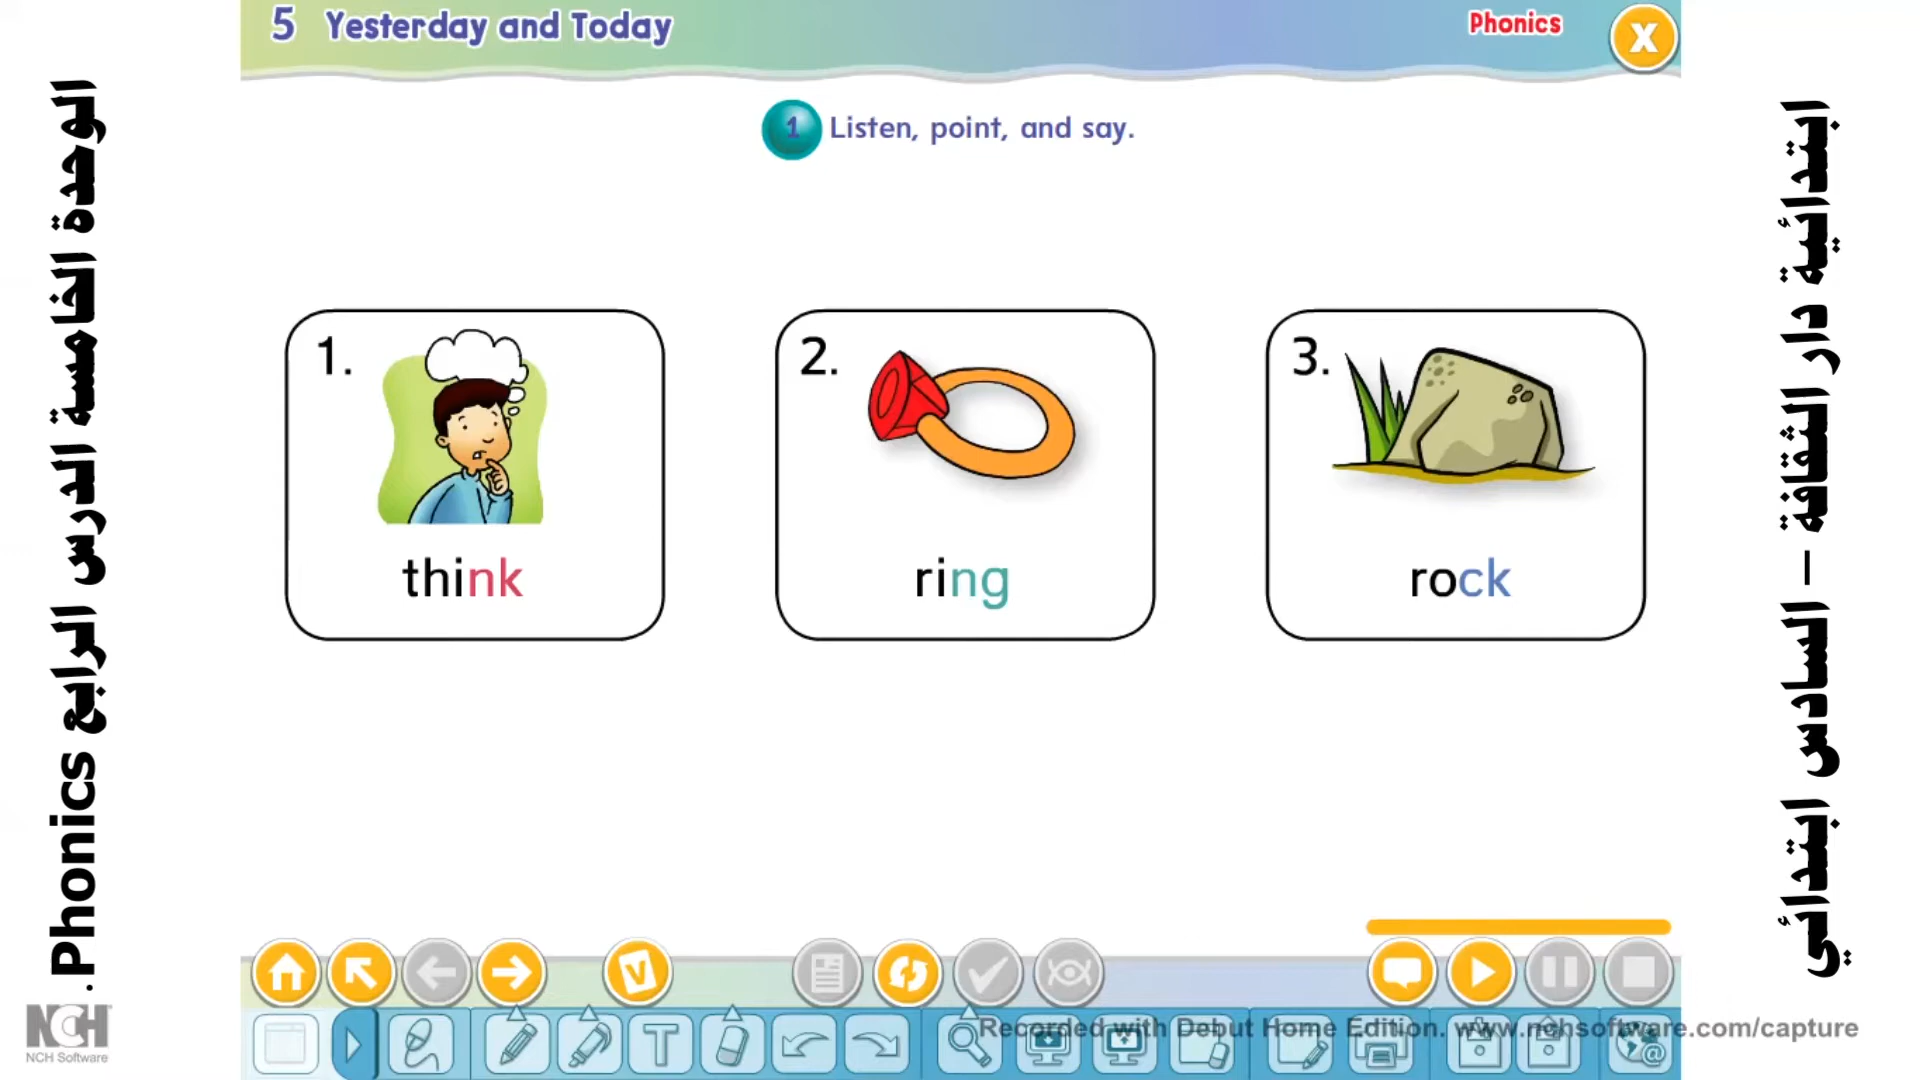 5 Yesterday and Today
Phonics
X
1 Listen, point, and say.
1.
think
2.
ring
3.
rock
الوحدة الخامسة الدرس الرابع Phonics.
ابتدائية دار الثقافة – السادس ابتدائي
V
T
@
Recorded with Debut Home Edition. www.nchsoftware.com/capture
NCH
NCH Software